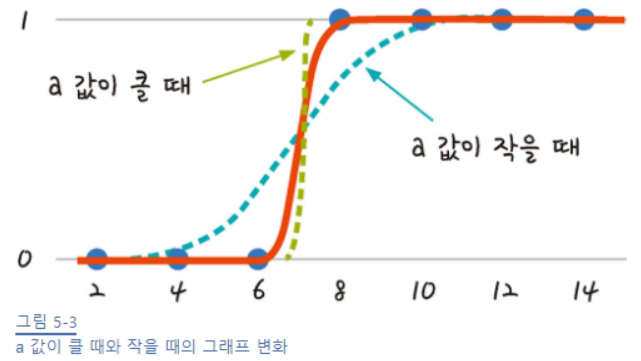 1
a 값이 클 때
a 값이 작을 때
0
2 4 6 8 10 12 14
그림 5-3
a 값이 클 때와 작을 때의 그래프 변화